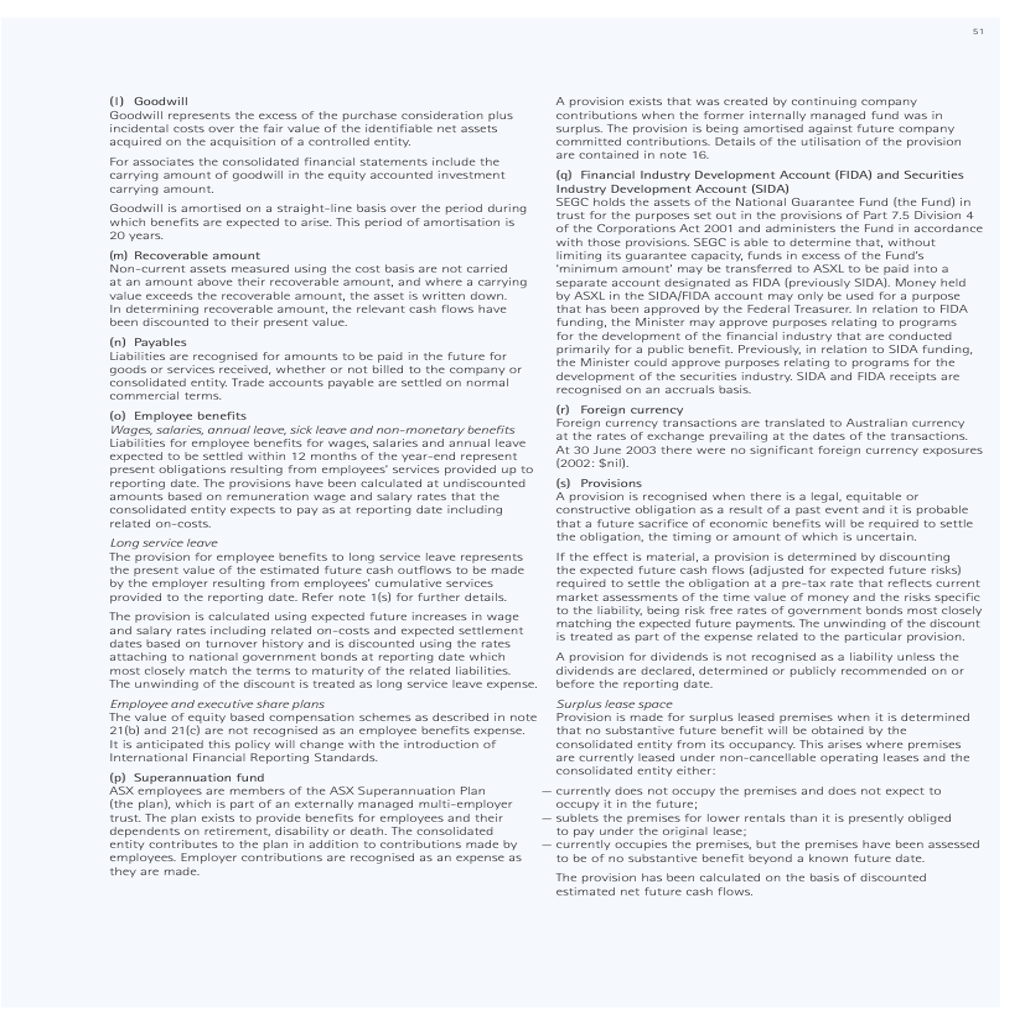 51
(l) Goodwill
Goodwill represents the excess of the purchase consideration plus
incidental costs over the fair value of the identifiable net assets
acquired on the acquisition of a controlled entity.
For associates the consolidated financial statements include the
carrying amount of goodwill in the equity accounted investment
carrying amount.
Goodwill is amortised on a straight-line basis over the period during
which benefits are expected to arise. This period of amortisation is
20 years.
(m) Recoverable amount
Non-current assets measured using the cost basis are not carried
at an amount above their recoverable amount, and where a carrying
value exceeds the recoverable amount, the asset is written down.
In determining recoverable amount, the relevant cash flows have
been discounted to their present value.
(n) Payables
Liabilities are recognised for amounts to be paid in the future for
goods or services received, whether or not billed to the company or
consolidated entity. Trade accounts payable are settled on normal
commercial terms.
(o) Employee benefits
Wages, salaries, annual leave, sick leave and non-monetary benefits
Liabilities for employee benefits for wages, salaries and annual leave
expected to be settled within 12 months of the year-end represent
present obligations resulting from employees' services provided up to
reporting date. The provisions have been calculated at undiscounted
amounts based on remuneration wage and salary rates that the
consolidated entity expects to pay as at reporting date including
related on-costs.
Long service leave
The provision for employee benefits to long service leave represents
the present value of the estimated future cash outflows to be made
by the employer resulting from employees' cumulative services
provided to the reporting date. Refer note 1(s) for further details.
The provision is calculated using expected future increases in wage
and salary rates including related on-costs and expected settlement
dates based on turnover history and is discounted using the rates
attaching to national government bonds at reporting date which
most closely match the terms to maturity of the related liabilities.
The unwinding of the discount is treated as long service leave expense.
Employee and executive share plans
The value of equity based compensation schemes as described in note
21(b) and 21(c) are not recognised as an employee benefits expense.
It is anticipated this policy will change with the introduction of
International Financial Reporting Standards.
(p) Superannuation fund
ASX employees are members of the ASX Superannuation Plan
(the plan), which is part of an externally managed multi-employer
trust. The plan exists to provide benefits for employees and their
dependents on retirement, disability or death. The consolidated
entity contributes to the plan in addition to contributions made by
employees. Employer contributions are recognised as an expense as
they are made.
A provision exists that was created by continuing company
contributions when the former internally managed fund was in
surplus. The provision is being amortised against future company
committed contributions. Details of the utilisation of the provision
are contained in note 16.
(q) Financial Industry Development Account (FIDA) and Securities
Industry Development Account (SIDA)
SEGC holds the assets of the National Guarantee Fund (the Fund) in
trust for the purposes set out in the provisions of Part 7.5 Division 4
of the Corporations Act 2001 and administers the Fund in accordance
with those provisions. SEGC is able to determine that, without
limiting its guarantee capacity, funds in excess of the Fund's
'minimum amount' may be transferred to ASXL to be paid into a
separate account designated as FIDA (previously SIDA). Money held
by ASXL in the SIDA/FIDA account may only be used for a purpose
that has been approved by the Federal Treasurer. In relation to FIDA
funding, the Minister may approve purposes relating to programs
for the development of the financial industry that are conducted
primarily for a public benefit. Previously, in relation to SIDA funding,
the Minister could approve purposes relating to programs for the
development of the securities industry. SIDA and FIDA receipts are
recognised on an accruals basis.
(r) Foreign currency
Foreign currency transactions are translated to Australian currency
at the rates of exchange prevailing at the dates of the transactions.
At 30 June 2003 there were no significant foreign currency exposures
(2002: $nil).
(s) Provisions
A provision is recognised when there is a legal, equitable or
constructive obligation as a result of a past event and it is probable
that a future sacrifice of economic benefits will be required to settle
the obligation, the timing or amount of which is uncertain.
If the effect is material, a provision is determined by discounting
the expected future cash flows (adjusted for expected future risks)
required to settle the obligation at a pre-tax rate that reflects current
market assessments of the time value of money and the risks specific
to the liability, being risk free rates of government bonds most closely
matching the expected future payments. The unwinding of the discount
is treated as part of the expense related to the particular provision.
A provision for dividends is not recognised as a liability unless the
dividends are declared, determined or publicly recommended on or
before the reporting date.
Surplus lease space
Provision is made for surplus leased premises when it is determined
that no substantive future benefit will be obtained by the
consolidated entity from its occupancy. This arises where premises
are currently leased under non-cancellable operating leases and the
consolidated entity either:
— currently does not occupy the premises and does not expect to
occupy it in the future;
— sublets the premises for lower rentals than it is presently obliged
to pay under the original lease;
— currently occupies the premises, but the premises have been assessed
to be of no substantive benefit beyond a known future date.
The provision has been calculated on the basis of discounted
estimated net future cash flows.